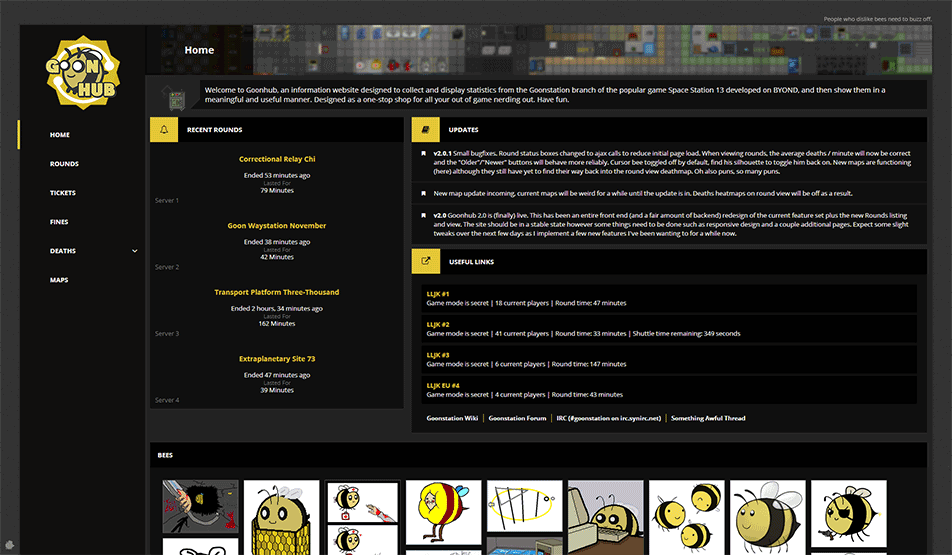 People who dislike bees need to buzz off.
GOON
HUB
Home
Welcome to Goonhub, an information website designed to collect and display statistics from the Goonstation branch of the popular game Space Station 13 developed on BYOND, and then show them in a
meaningful and useful manner. Designed as a one-stop shop for all your out of game nerding out. Have fun.
HOME
ROUNDS
TICKETS
FINES
DEATHS
MAPS
RECENT ROUNDS
Correctional Relay Chi
Ended 53 minutes ago
Lasted For
79 Minutes
Server 1
Goon Waystation November
Ended 38 minutes ago
Lasted For
42 Minutes
Server 2
Transport Platform Three-Thousand
Ended 2 hours, 34 minutes ago
Lasted For
162 Minutes
Server 3
Extraplanetary Site 73
Ended 47 minutes ago
Lasted For
39 Minutes
Server 4
UPDATES
v2.0.1 Small bugfixes. Round status boxes changed to ajax calls to reduce initial page load. When viewing rounds, the average deaths / minute will now be correct
and the "Older"/"Newer" buttons will behave more reliably. Cursor bee toggled off by default, find his silhouette to toggle him back on. New maps are functioning
(here) although they still have yet to find their way back into the round view deathmap. Oh also puns, so many puns.
New map update incoming, current maps will be weird for a while until the update is in. Deaths heatmaps on round view will be off as a result.
v2.0 Goonhub 2.0 is (finally) live. This has been an entire front end (and a fair amount of backend) redesign of the current feature set plus the new Rounds listing
and view. The site should be in a stable state however some things need to be done such as responsive design and a couple additional pages. Expect some slight
tweaks over the next few days as I implement a few new features I've been wanting to for a while now.
USEFUL LINKS
LLJK #1
Game mode is secret | 18 current players | Round time: 47 minutes
LLJK #2
Game mode is secret | 41 current players | Round time: 33 minutes | Shuttle time remaining: 349 seconds
LLJK #3
Game mode is secret | 6 current players | Round time: 147 minutes
LLJK EU #4
Game mode is secret | 4 current players | Round time: 43 minutes
Goonstation Wiki | Goonstation Forum | IRC (#goonstation on irc.synirc.net) | Something Awful Thread
BEES